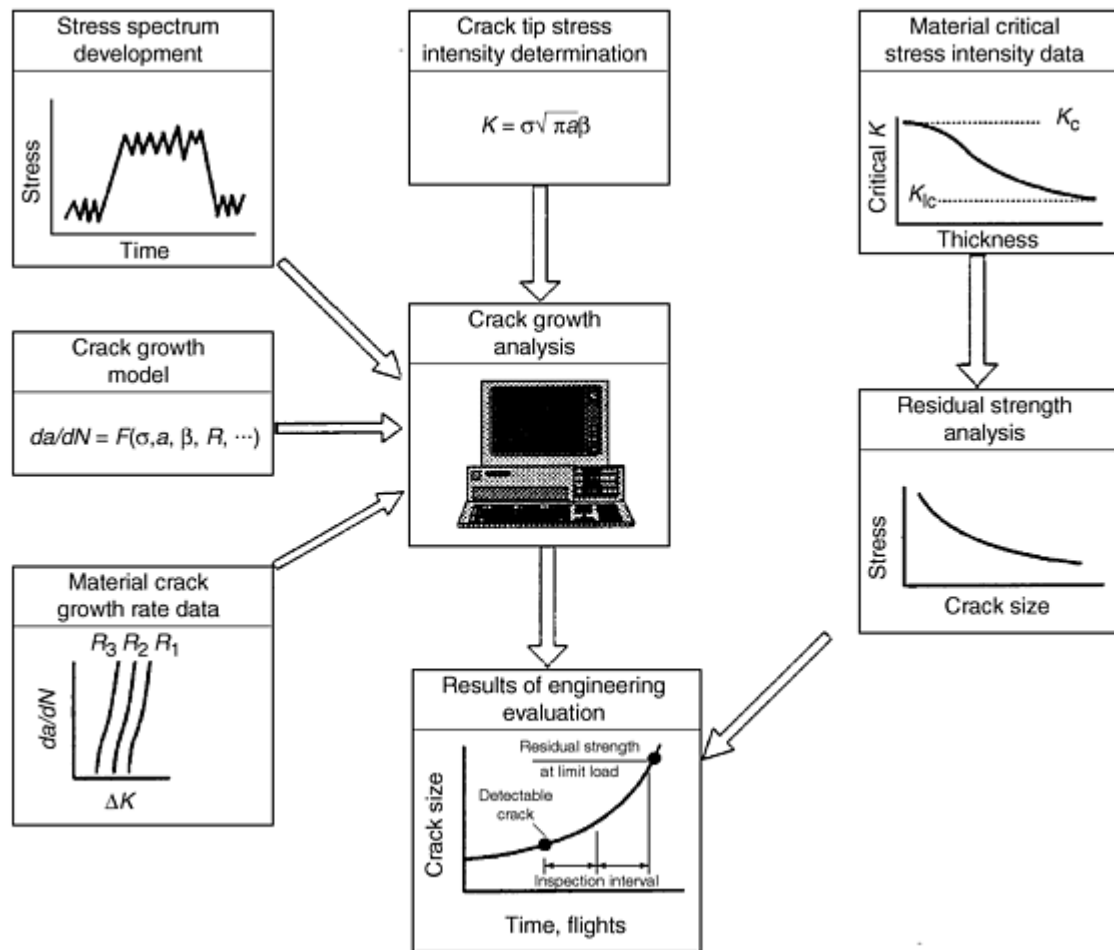 Stress spectrum
development
Stress
Time
Crack tip stress
intensity determination
K = σ√πaβ
Material critical
stress intensity data
Critical K
K_c
K_Ic
Thickness
Crack growth
model
da/dN = F(σ,a, β, R, ···)
Crack growth
analysis
Residual strength
analysis
Stress
Crack size
Material crack
growth rate data
R₃ R₂ R₁
da/dN
ΔK
Results of engineering
evaluation
Residual strength
at limit load
Detectable
crack
Crack size
Inspection interval
Time, flights